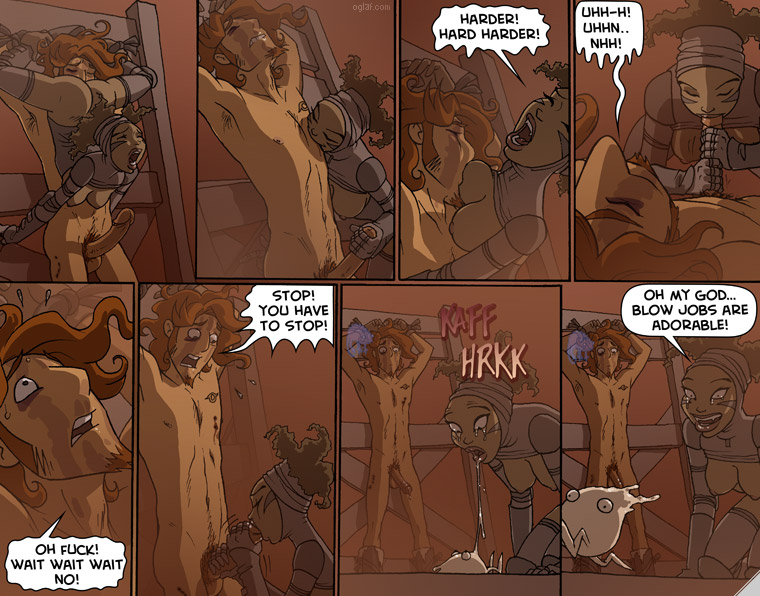 oglaf.com
HARDER!
HARD HARDER!
UHH-H!
UHHN..
NHH!
OH FUCK!
WAIT WAIT WAIT
NO!
STOP!
YOU HAVE
TO STOP!
KAFF
HRKK
OH MY GOD...
BLOW JOBS ARE
ADORABLE!